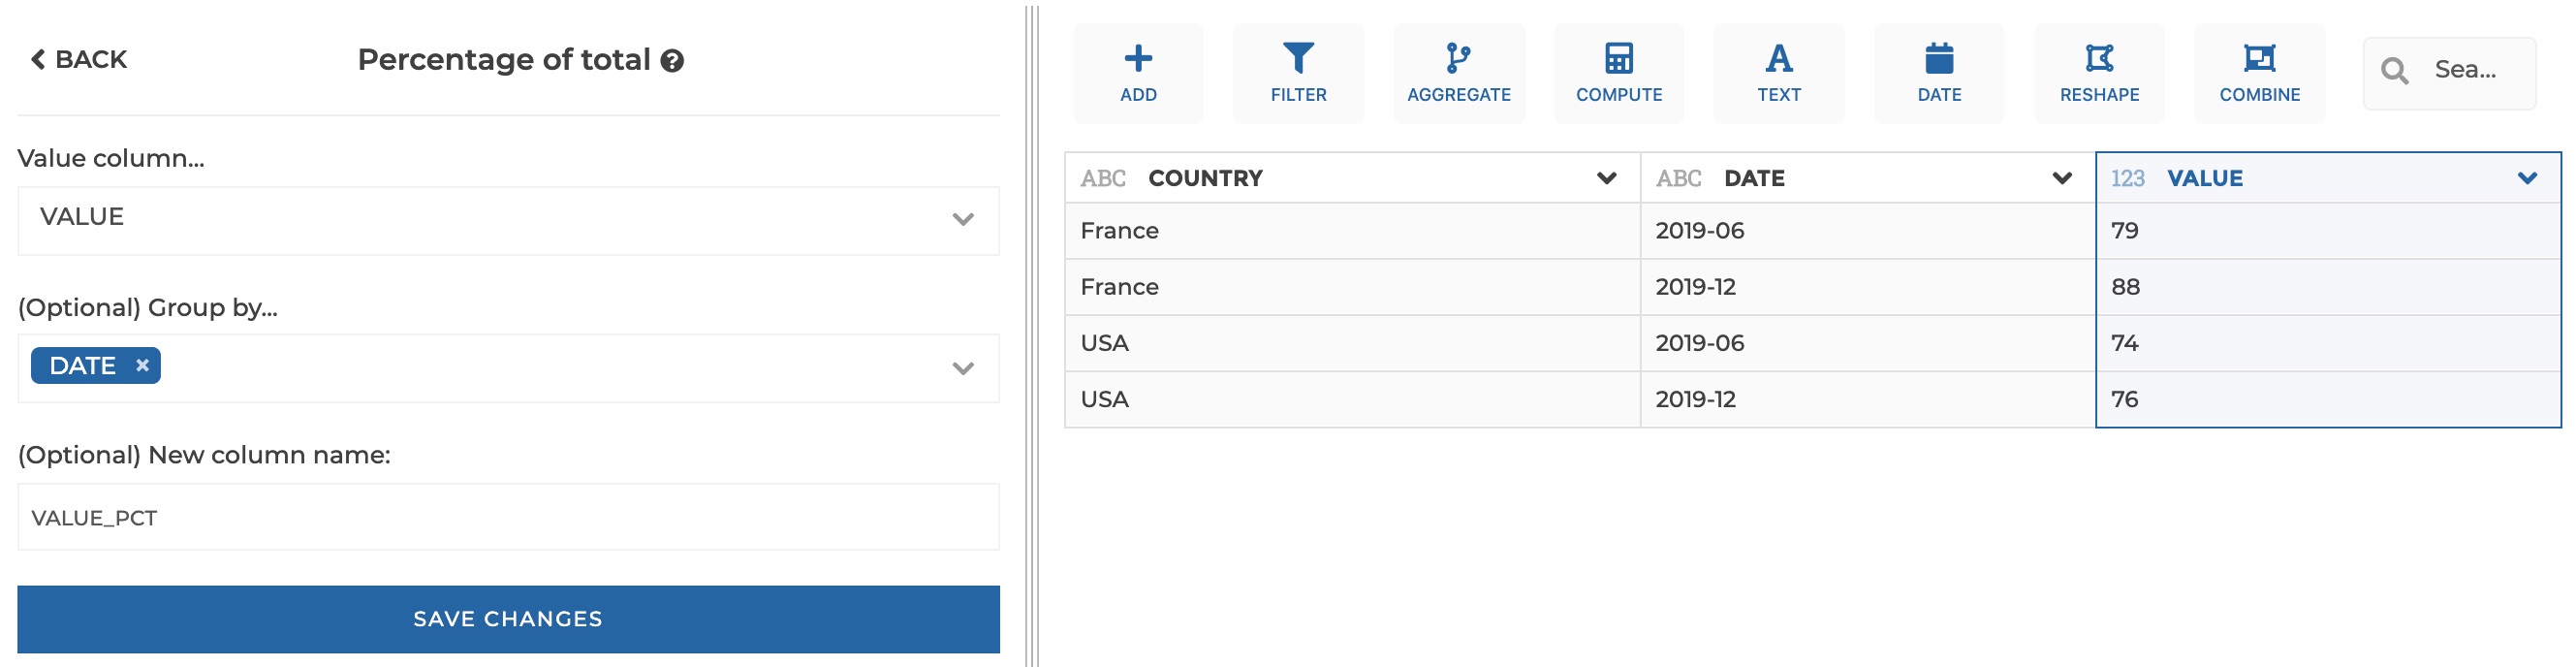 BACK
Percentage of total ?
Value column...
VALUE
(Optional) Group by...
DATE ×
(Optional) New column name:
VALUE_PCT
SAVE CHANGES
ADD FILTER AGGREGATE COMPUTE TEXT DATE RESHAPE COMBINE Sea...
ABC COUNTRY ABC DATE 123 VALUE
France 2019-06 79
France 2019-12 88
USA 2019-06 74
USA 2019-12 76